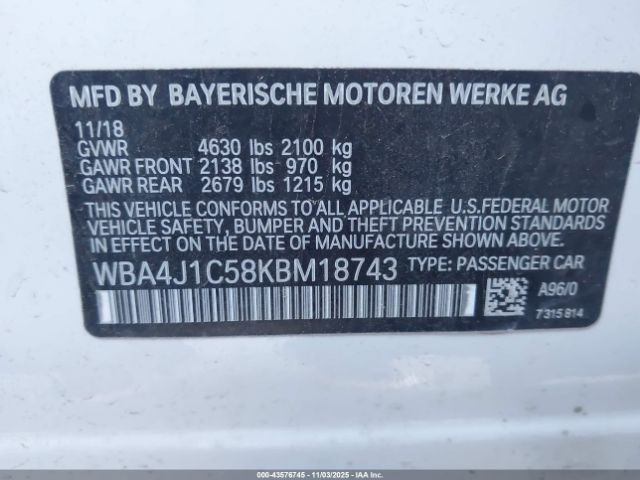 MFD BY BAYERISCHE MOTOREN WERKE AG
11/18
GVWR 4630 lbs 2100 kg
GAWR FRONT 2138 lbs 970 kg
GAWR REAR 2679 lbs 1215 kg
THIS VEHICLE CONFORMS TO ALL APPLICABLE U.S.FEDERAL MOTOR
VEHICLE SAFETY, BUMPER AND THEFT PREVENTION STANDARDS
IN EFFECT ON THE DATE OF MANUFACTURE SHOWN ABOVE.
WBA4J1C58KBM18743 TYPE: PASSENGER CAR
A96/0
7315814
000-43576745 - 11/03/2025 - IAAI.COM